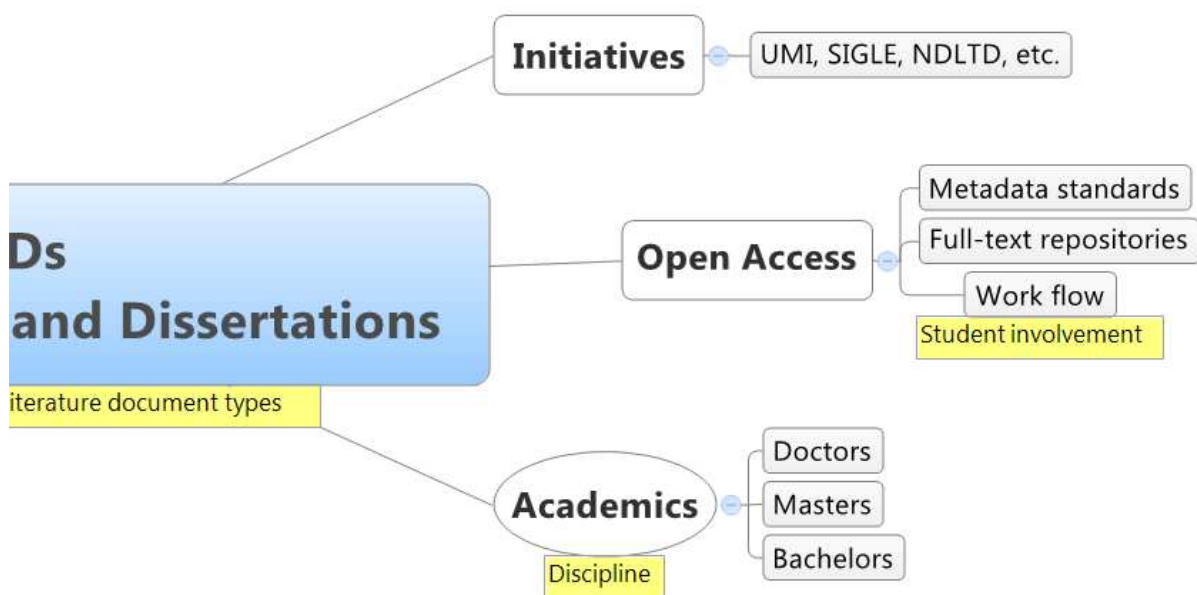 Initiatives
UMI, SIGLE, NDLTD, etc.
Ds
and Dissertations
iterature document types
Open Access
Metadata standards
Full-text repositories
Work flow
Student involvement
Academics
Discipline
Doctors
Masters
Bachelors